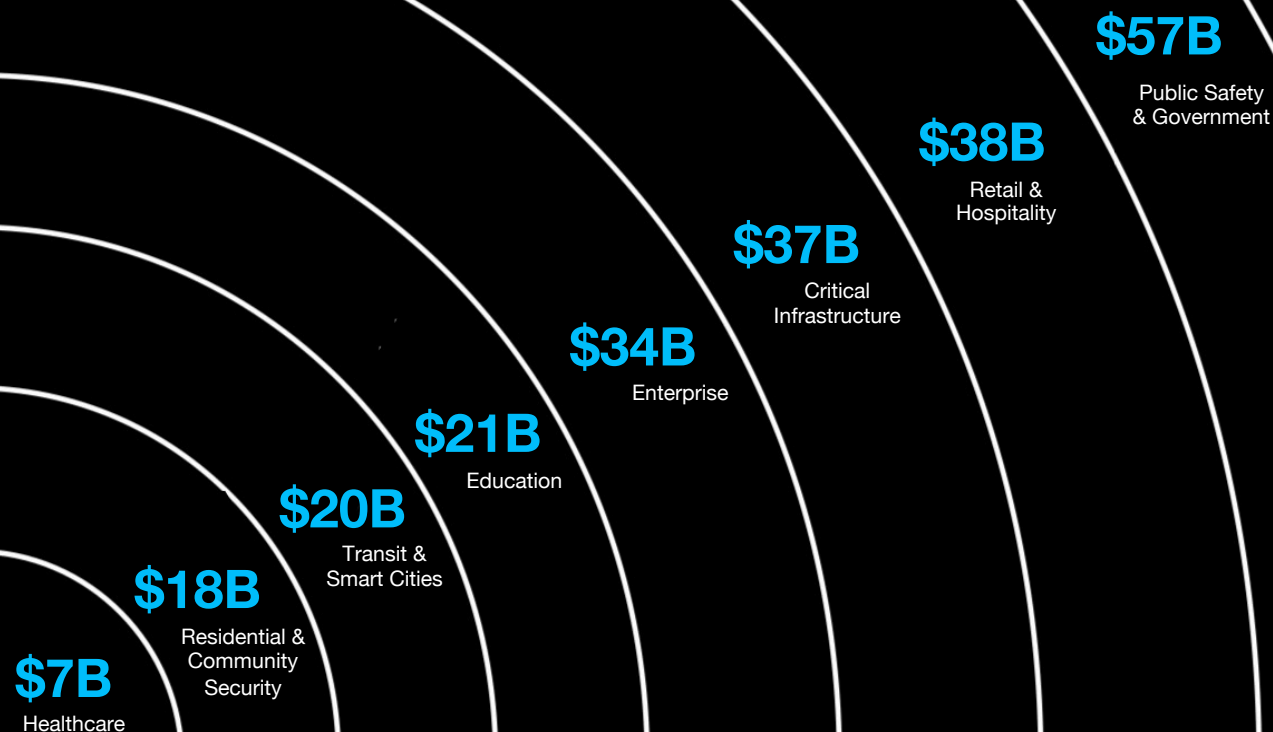 $57B
Public Safety
& Government
$38B
Retail &
Hospitality
$37B
Critical
Infrastructure
$34B
Enterprise
$21B
Education
$20B
Transit &
Smart Cities
$18B
Residential &
Community
Security
$7B
Healthcare